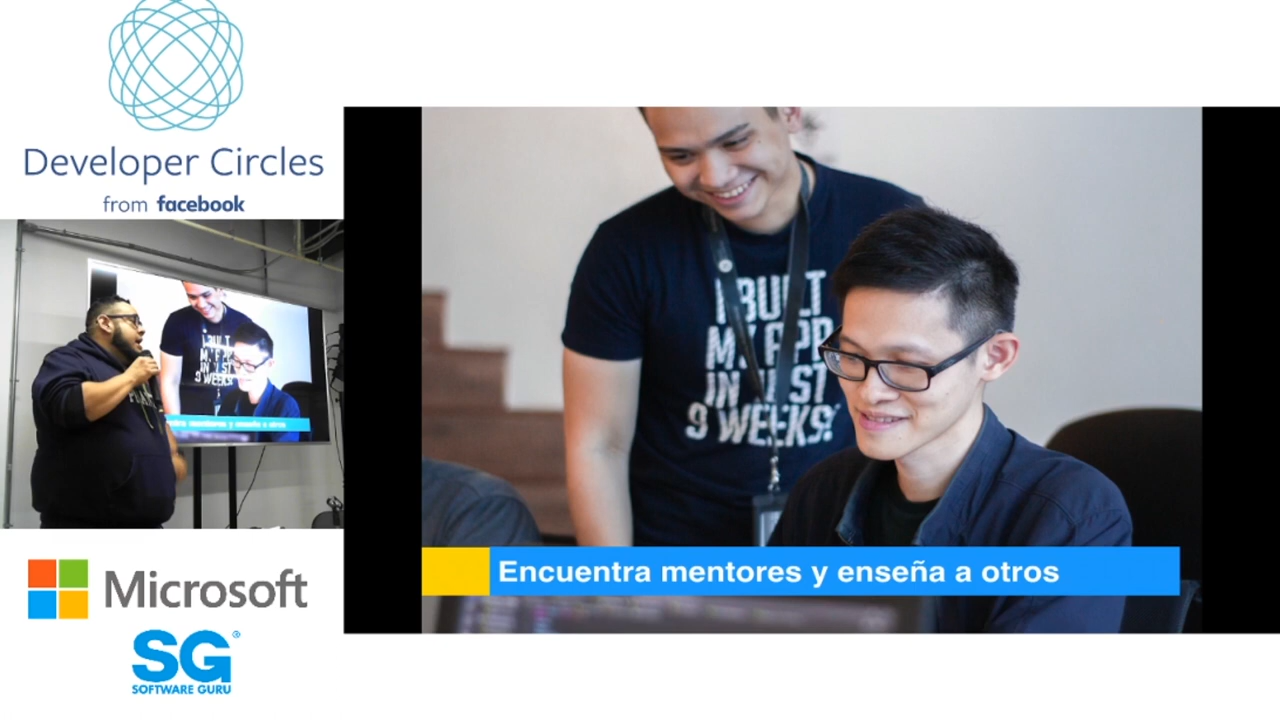 Developer Circles
from facebook
I BUILT
MY APP
IN JUST
9 WEEKS!
Encuentra mentores y enseña a otros
Microsoft
SG®
SOFTWARE GURU